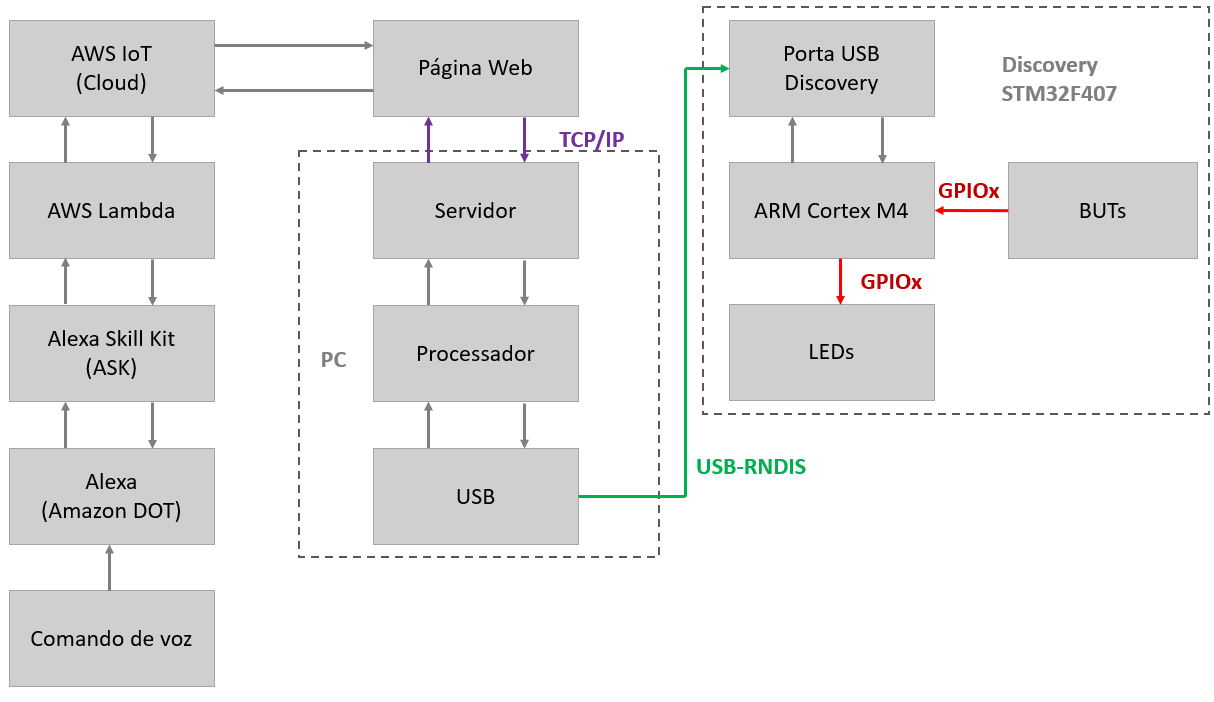 AWS IoT
(Cloud)
Página Web
Porta USB
Discovery
Discovery
STM32F407
TCP/IP
AWS Lambda
Servidor
ARM Cortex M4
GPIOx
BUTs
GPIOx
Alexa Skill Kit
(ASK)
PC
Processador
LEDs
USB-RNDIS
Alexa
(Amazon DOT)
USB
Comando de voz